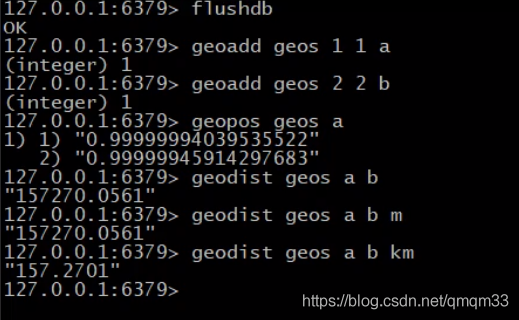 127.0.0.1:6379> flushdb
OK
127.0.0.1:6379> geoadd geos 1 1 a
(integer) 1
127.0.0.1:6379> geoadd geos 2 2 b
(integer) 1
127.0.0.1:6379> geopos geos a
1) 1) "0.99999994039535522"
   2) "0.99999945914297683"
127.0.0.1:6379> geodist geos a b
"157270.0561"
127.0.0.1:6379> geodist geos a b m
"157270.0561"
127.0.0.1:6379> geodist geos a b km
"157.2701"
127.0.0.1:6379>
https://blog.csdn.net/qmqm33